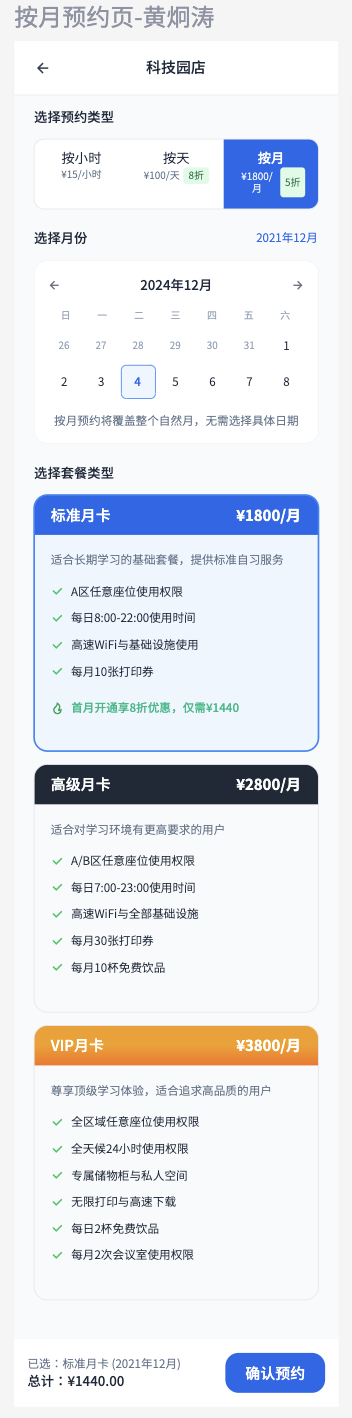 按月预约页-黄炯涛
科技园店
选择预约类型
按小时
¥15/小时
按天
¥100/天 8折
按月
¥1800/
月
5折
选择月份 2021年12月
2024年12月
日 一 二 三 四 五 六
26 27 28 29 30 31 1
2 3 4 5 6 7 8
按月预约将覆盖整个自然月，无需选择具体日期
选择套餐类型
标准月卡 ¥1800/月
适合长期学习的基础套餐，提供标准自习服务
A区任意座位使用权限
每日8:00-22:00使用时间
高速WiFi与基础设施使用
每月10张打印券
首月开通享8折优惠，仅需¥1440
高级月卡 ¥2800/月
适合对学习环境有更高要求的用户
A/B区任意座位使用权限
每日7:00-23:00使用时间
高速WiFi与全部基础设施
每月30张打印券
每月10杯免费饮品
VIP月卡 ¥3800/月
尊享顶级学习体验，适合追求高品质的用户
全区域任意座位使用权限
全天候24小时使用权限
专属储物柜与私人空间
无限打印与高速下载
每日2杯免费饮品
每月2次会议室使用权限
已选：标准月卡 (2021年12月)
总计：¥1440.00
确认预约